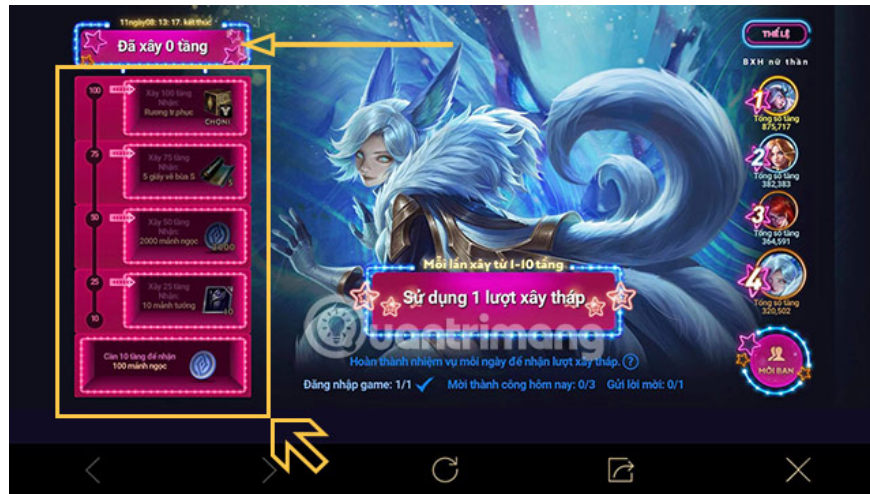 11ngày08: 13: 17. kết thúc
Đã xây 0 tầng
100
Xây 100 tầng
Nhận:
Rương tr.phục
CHỌN1
75
Xây 75 tầng
Nhận:
5 giấy vẽ bùa S
5
50
Xây 50 tầng
Nhận:
2000 mảnh ngọc
2000
25
Xây 25 tầng
Nhận:
10 mảnh tướng
10
10
Cần 10 tầng để nhận
100 mảnh ngọc
Mỗi lần xây từ 1-10 tầng
Sử dụng 1 lượt xây tháp
Quantrimang
Hoàn thành nhiệm vụ mỗi ngày để nhận lượt xây tháp. ?
Đăng nhập game: 1/1 Mời thành công hôm nay: 0/3 Gửi lời mời: 0/1
THỂ LỆ
BXH nữ thần
1
Tổng số tầng
875,717
2
Tổng số tầng
382,383
3
Tổng số tầng
364,591
4
Tổng số tầng
320,502
MỜI BẠN